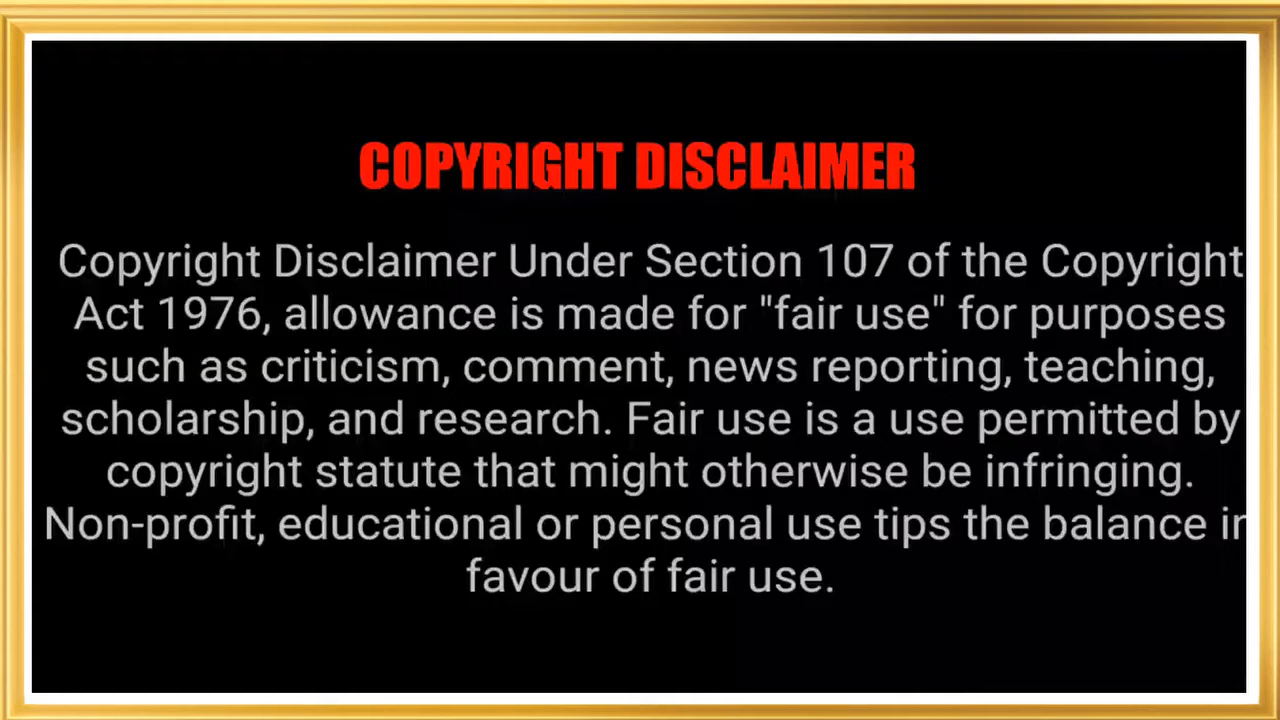 COPYRIGHT DISCLAIMER
Copyright Disclaimer Under Section 107 of the Copyright
Act 1976, allowance is made for "fair use" for purposes
such as criticism, comment, news reporting, teaching,
scholarship, and research. Fair use is a use permitted by
copyright statute that might otherwise be infringing.
Non-profit, educational or personal use tips the balance in
favour of fair use.